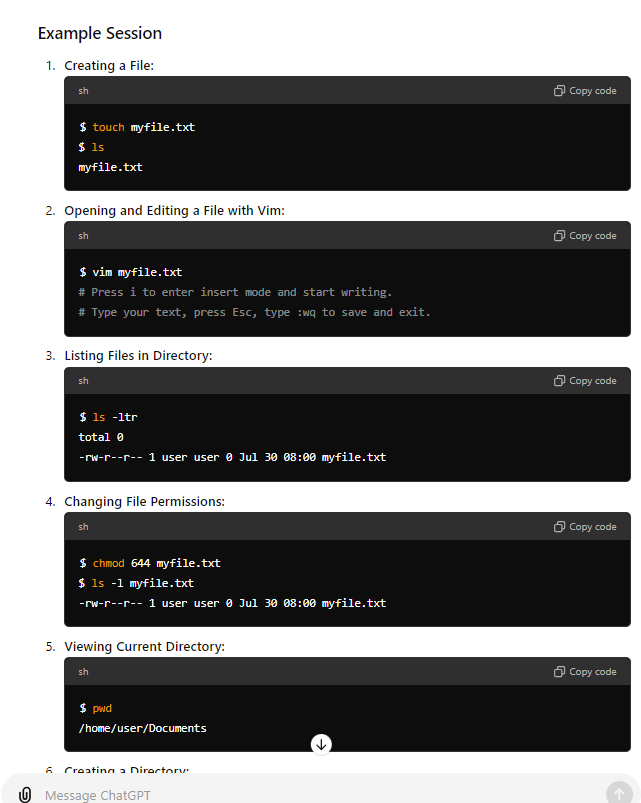 Example Session
1. Creating a File:
sh Copy code
$ touch myfile.txt
$ ls
myfile.txt
2. Opening and Editing a File with Vim:
sh Copy code
$ vim myfile.txt
# Press i to enter insert mode and start writing.
# Type your text, press Esc, type :wq to save and exit.
3. Listing Files in Directory:
sh Copy code
$ ls -ltr
total 0
-rw-r--r-- 1 user user 0 Jul 30 08:00 myfile.txt
4. Changing File Permissions:
sh Copy code
$ chmod 644 myfile.txt
$ ls -l myfile.txt
-rw-r--r-- 1 user user 0 Jul 30 08:00 myfile.txt
5. Viewing Current Directory:
sh Copy code
$ pwd
/home/user/Documents
6. Creating a Directory:
Message ChatGPT